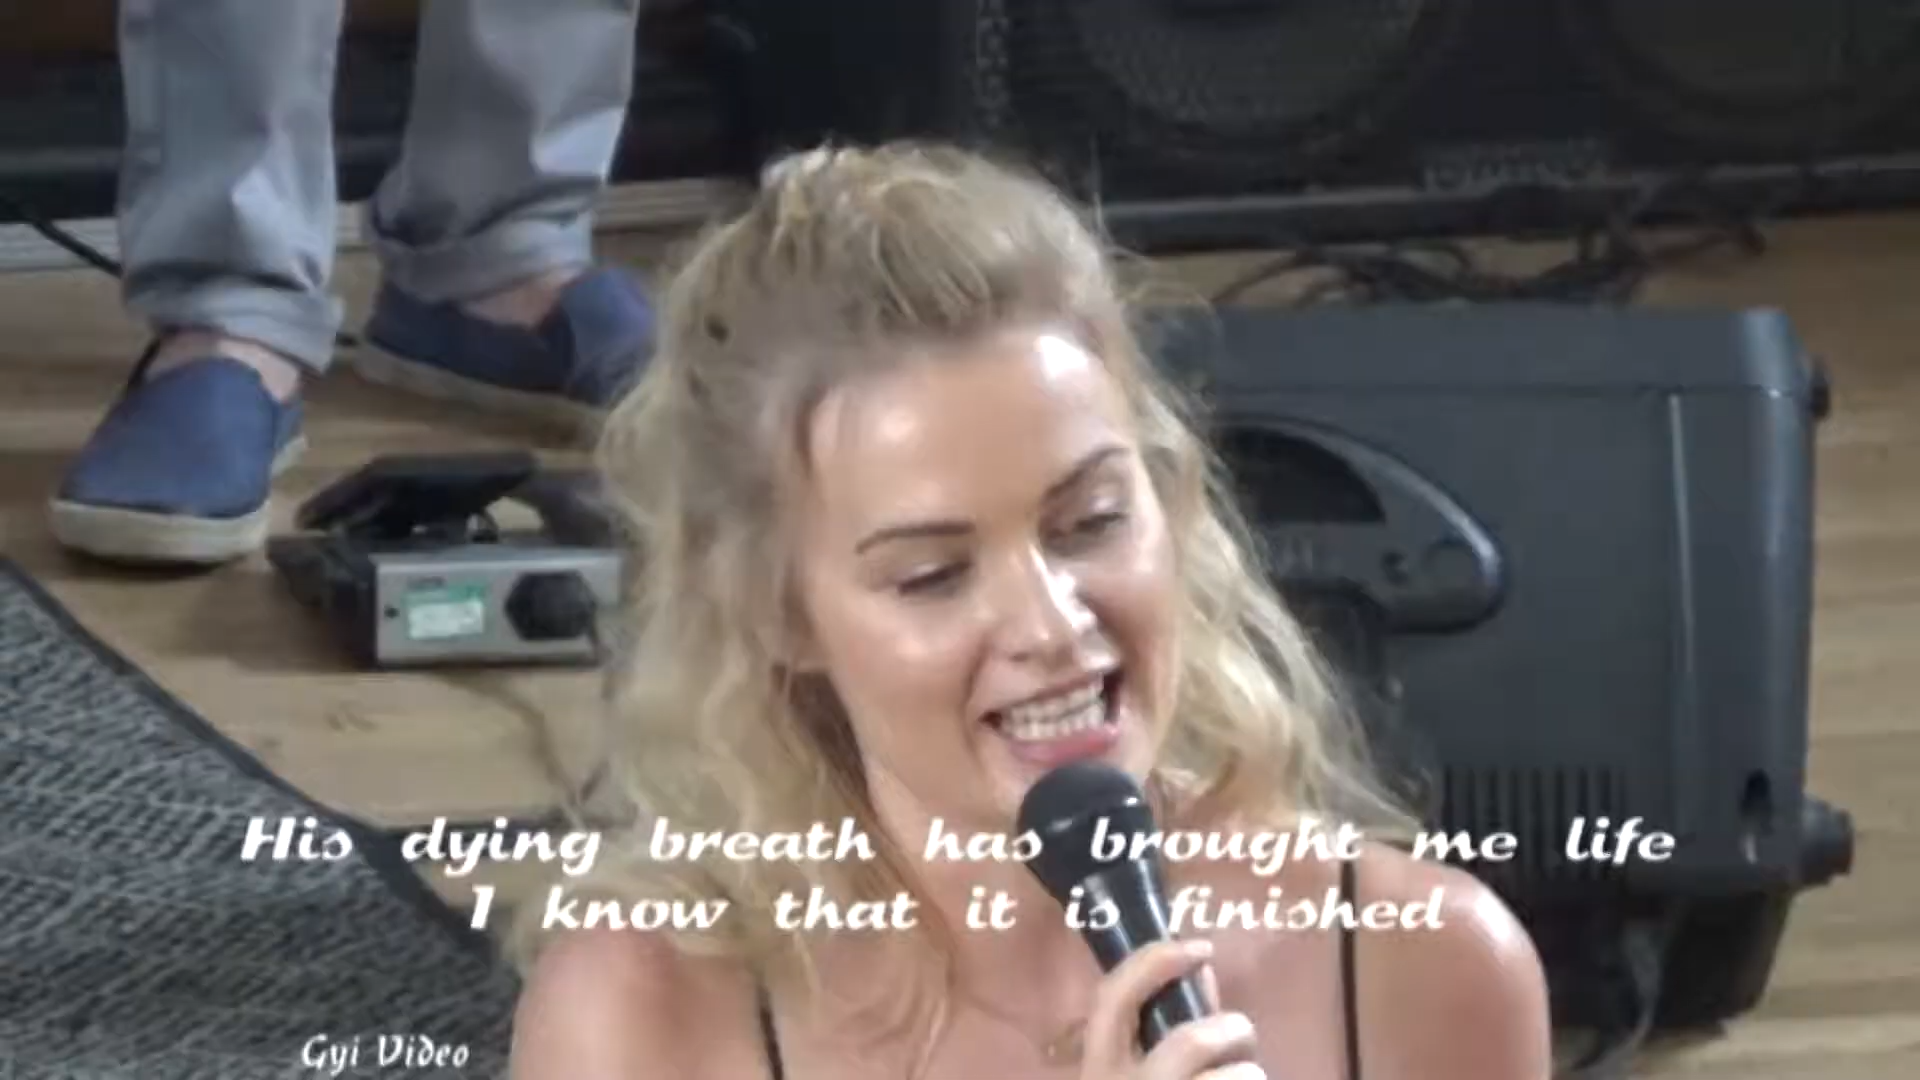 His dying breath has brought me life
I know that it is finished
Gyi Video